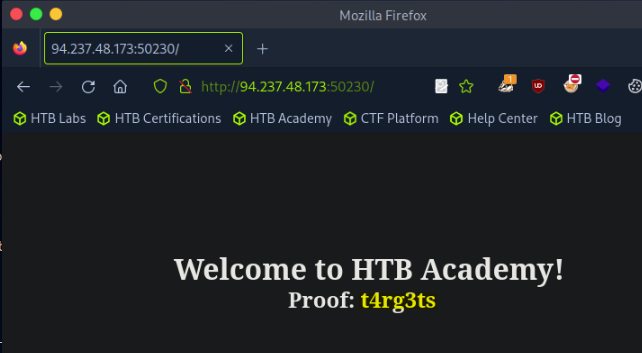 Mozilla Firefox
94.237.48.173:50230/
http://94.237.48.173:50230/
1
HTB Labs HTB Certifications HTB Academy CTF Platform Help Center HTB Blog
Welcome to HTB Academy!
Proof: t4rg3ts